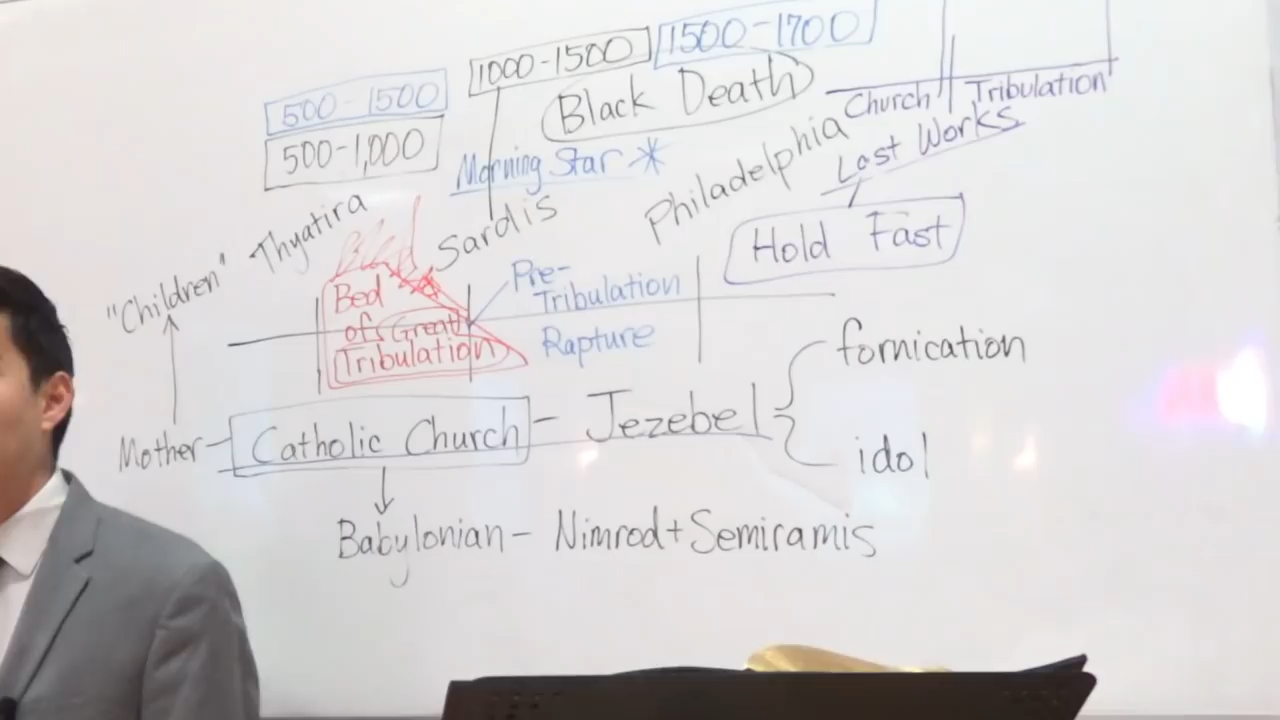 500-1500
500-1,000
1000-1500
1500-1700
Black Death
Morning Star
Church
Tribulation
Last Works
Hold Fast
"Children"
Thyatira
Sardis
Philadelphia
Bed
of Great
Tribulation
Pre-
Tribulation
Rapture
Mother
Catholic Church - Jezebel
fornication
idol
Babylonian - Nimrod + Semiramis